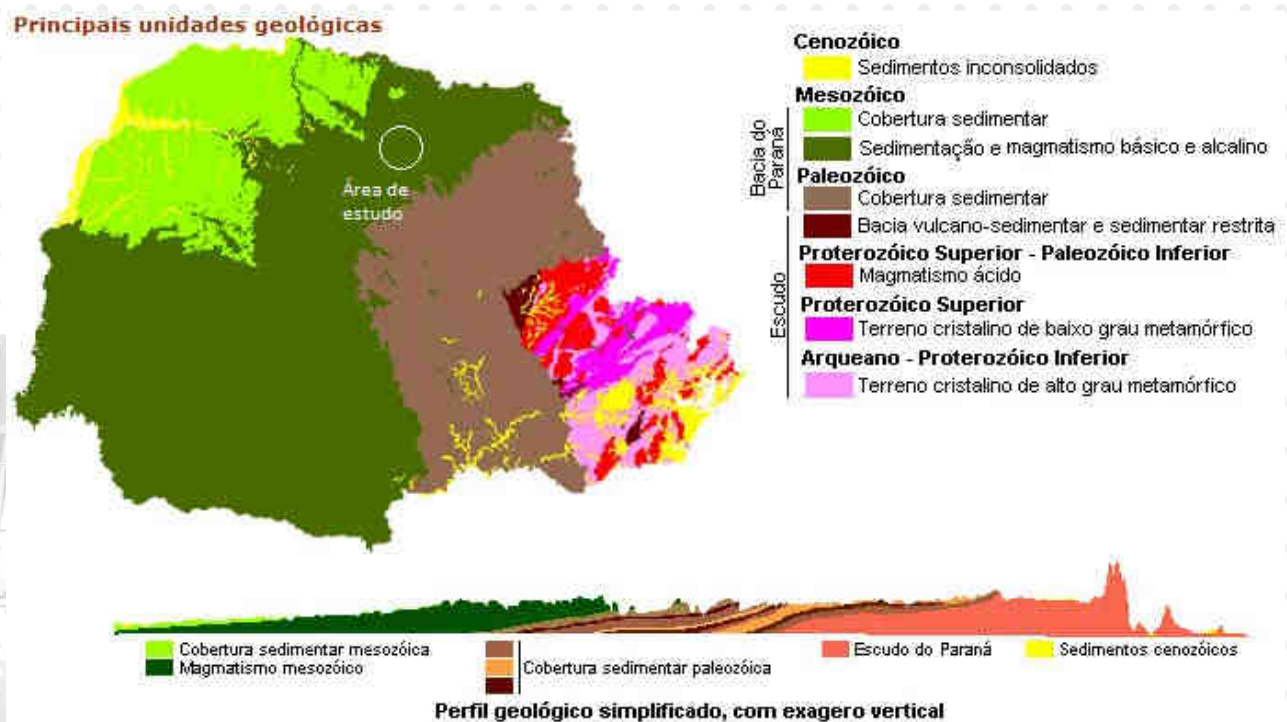 Principais unidades geológicas
Área de
estudo
Cenozóico
Sedimentos inconsolidados
Mesozóico
Cobertura sedimentar
Sedimentação e magmatismo básico e alcalino
Paleozóico
Cobertura sedimentar
Bacia vulcano-sedimentar e sedimentar restrita
Proterozóico Superior - Paleozóico Inferior
Magmatismo ácido
Proterozóico Superior
Terreno cristalino de baixo grau metamórfico
Arqueano - Proterozóico Inferior
Terreno cristalino de alto grau metamórfico
Bacia do
Paraná
Escudo
Cobertura sedimentar mesozóica
Magmatismo mesozóico
Cobertura sedimentar paleozóica
Escudo do Paraná
Sedimentos cenozóicos
Perfil geológico simplificado, com exagero vertical